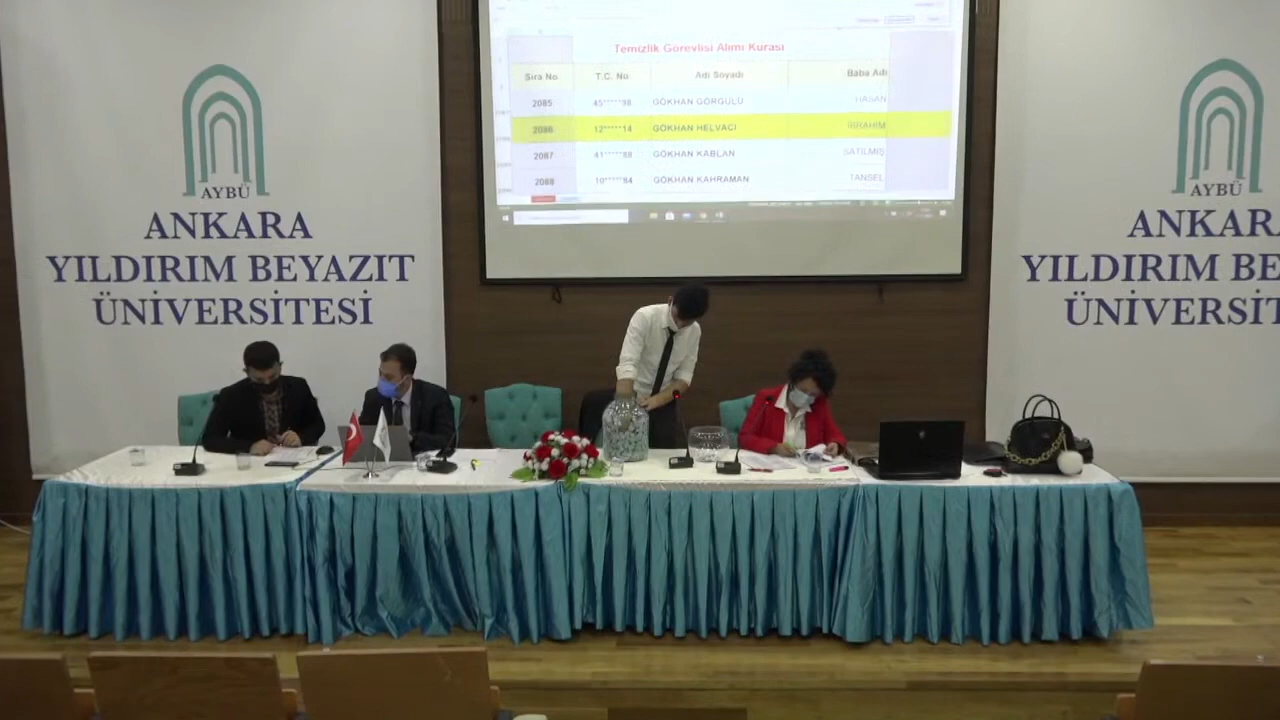 Temizlik Görevlisi Alımı Kurası
Sıra No T.C. No Adı Soyadı Baba Adı
2085 45*****98 GÖKHAN GÖRGÜLÜ HASAN
2086 12*****14 GÖKHAN HELVACI İBRAHİM
2087 41*****88 GÖKHAN KABLAN SATILMIŞ
2088 10*****84 GÖKHAN KAHRAMAN TANSEL
AYBÜ
ANKARA
YILDIRIM BEYAZIT
ÜNİVERSİTESİ
AYBÜ
ANKARA
YILDIRIM BE
ÜNİVERSİT